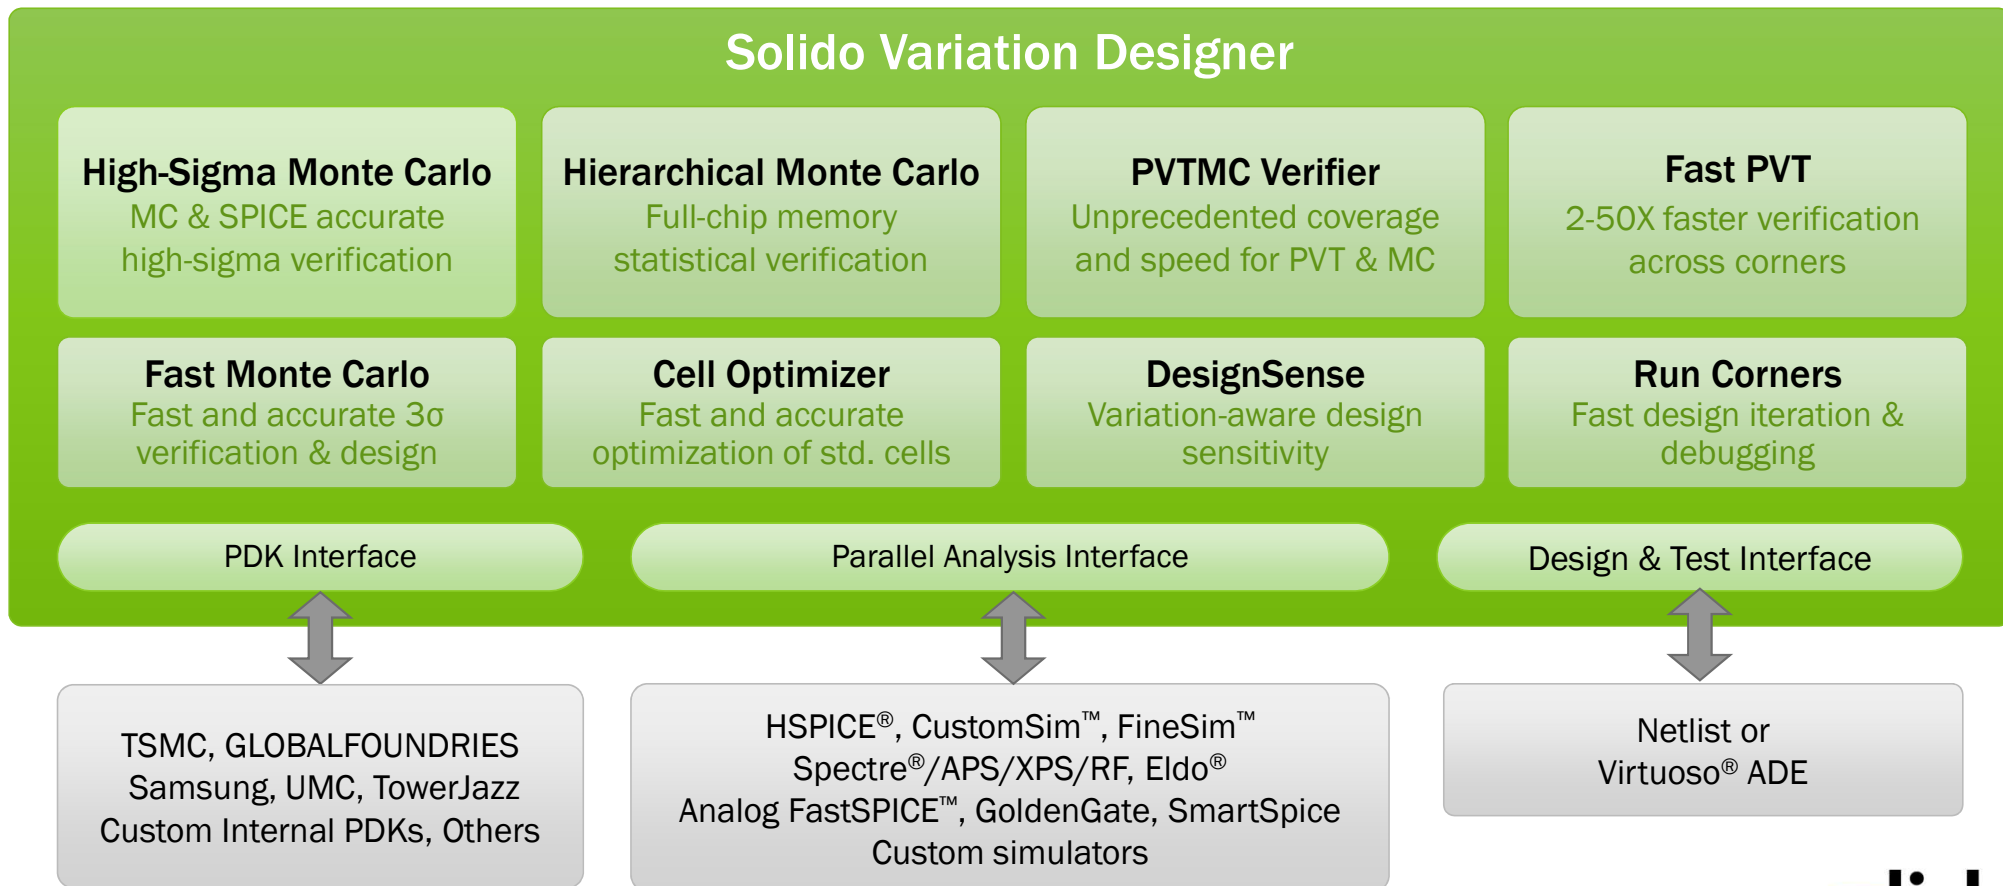 Solido Variation Designer
High-Sigma Monte Carlo
MC & SPICE accurate
high-sigma verification
Hierarchical Monte Carlo
Full-chip memory
statistical verification
PVTMC Verifier
Unprecedented coverage
and speed for PVT & MC
Fast PVT
2-50X faster verification
across corners
Fast Monte Carlo
Fast and accurate 3σ
verification & design
Cell Optimizer
Fast and accurate
optimization of std. cells
DesignSense
Variation-aware design
sensitivity
Run Corners
Fast design iteration &
debugging
PDK Interface
Parallel Analysis Interface
Design & Test Interface
TSMC, GLOBALFOUNDRIES
Samsung, UMC, TowerJazz
Custom Internal PDKs, Others
HSPICE®, CustomSim™, FineSim™
Spectre®/APS/XPS/RF, Eldo®
Analog FastSPICE™, GoldenGate, SmartSpice
Custom simulators
Netlist or
Virtuoso® ADE